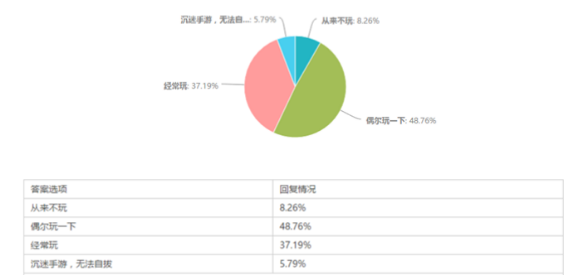 沉迷手游，无法自...: 5.79%
从来不玩: 8.26%
经常玩: 37.19%
偶尔玩一下: 48.76%
答案选项 回复情况
从来不玩 8.26%
偶尔玩一下 48.76%
经常玩 37.19%
沉迷手游，无法自拔 5.79%